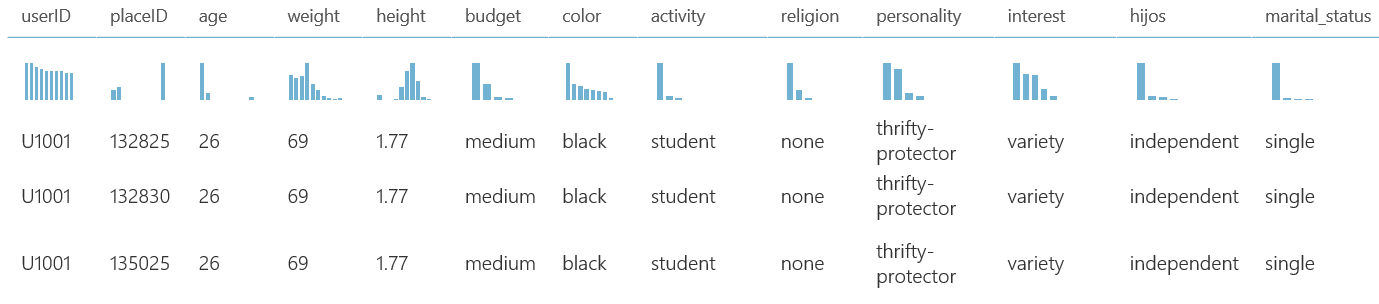 userID placeID age weight height budget color activity religion personality interest hijos marital_status
U1001 132825 26 69 1.77 medium black student none thrifty-protector variety independent single
U1001 132830 26 69 1.77 medium black student none thrifty-protector variety independent single
U1001 135025 26 69 1.77 medium black student none thrifty-protector variety independent single